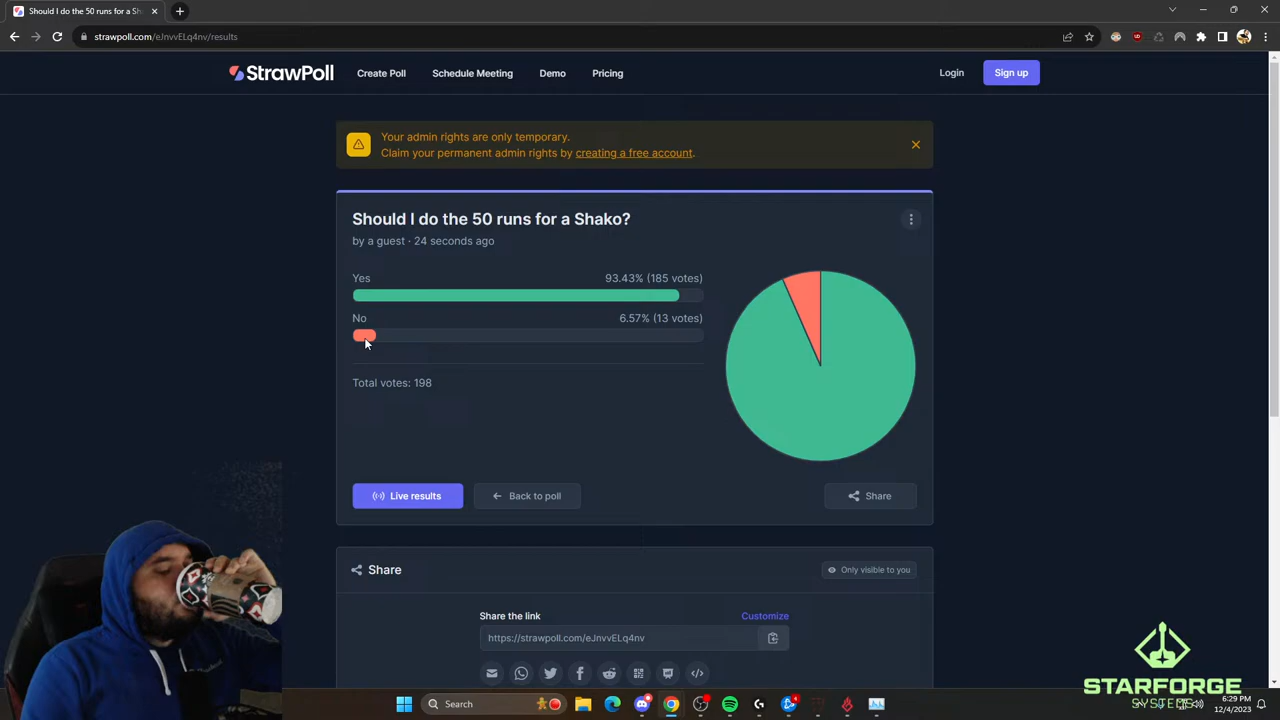 Should I do the 50 runs for a Sha
strawpoll.com/eJnvvELq4nv/results
StrawPoll
Create Poll
Schedule Meeting
Demo
Pricing
Login
Sign up
Your admin rights are only temporary.
Claim your permanent admin rights by creating a free account.
Should I do the 50 runs for a Shako?
by a guest · 24 seconds ago
Yes
93.43% (185 votes)
No
6.57% (13 votes)
Total votes: 198
Live results
Back to poll
Share
Share
Only visible to you
Share the link
Customize
https://strawpoll.com/eJnvvELq4nv
STARFORGE
SYSTEMS
Search
4
6:29 PM
12/4/2023